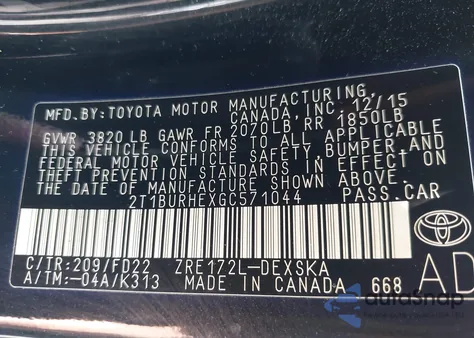 MFD.BY:TOYOTA MOTOR MANUFACTURING,
CANADA, INC. 12/15
GVWR 3820 LB GAWR FR 2070LB, RR 1850LB
THIS VEHICLE CONFORMS TO ALL APPLICABLE
FEDERAL MOTOR VEHICLE SAFETY,BUMPER,AND
THEFT PREVENTION STANDARDS IN EFFECT ON
THE DATE OF MANUFACTURE SHOWN ABOVE.
2T1BURHEXGC571044 PASS.CAR
C/TR:209/FD22 ZRE172L-DEXSKA
A/TM:-04A/K313 MADE IN CANADA 668
AD
TOYOTA
autoSnap